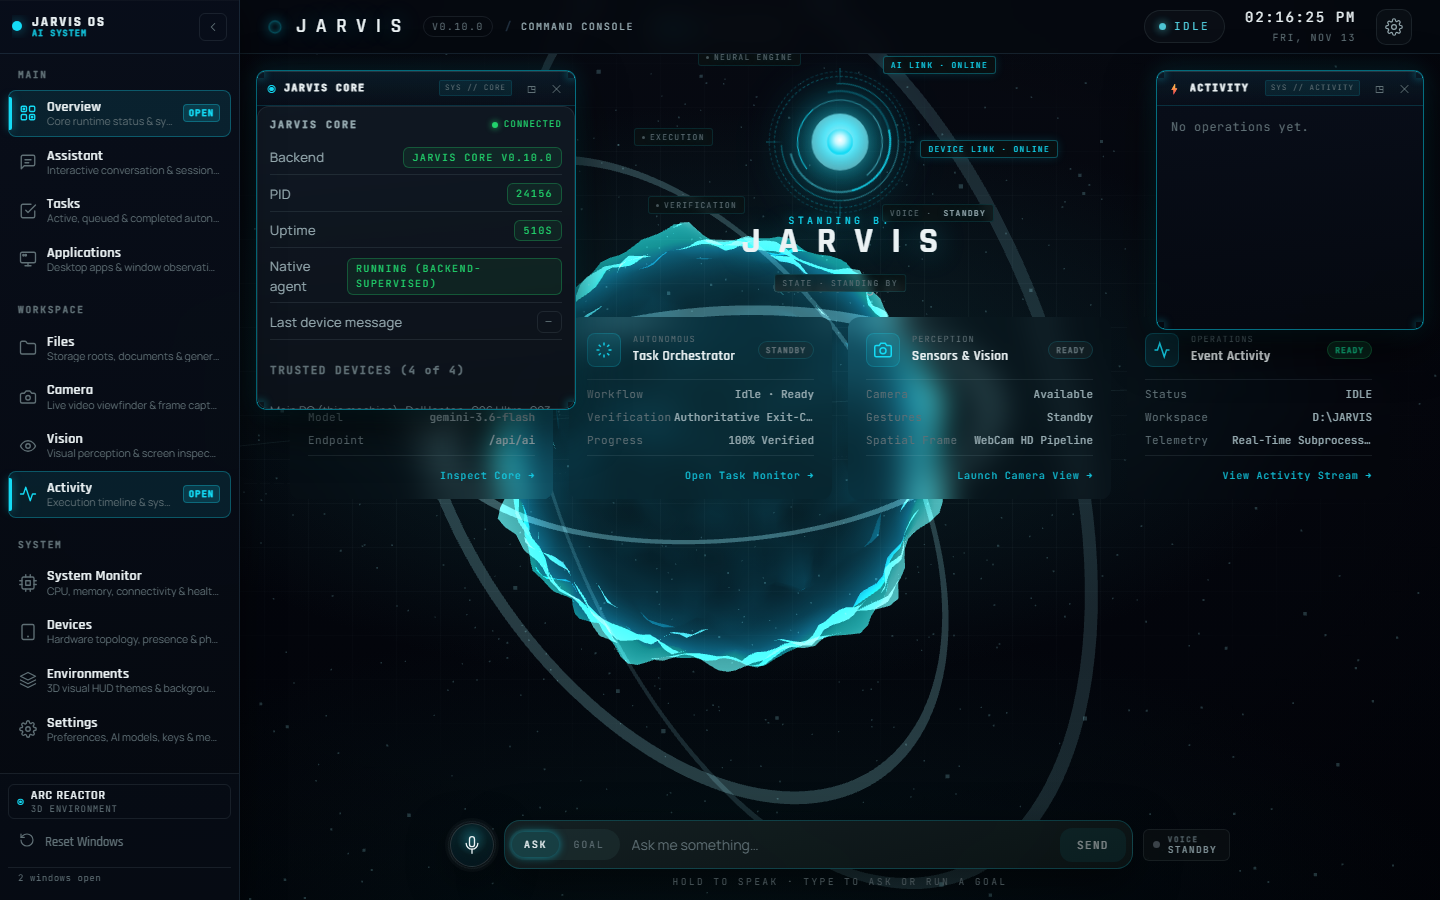 JARVIS OS
AI SYSTEM
MAIN
Overview
Core runtime status & sy...
OPEN
Assistant
Interactive conversation & session...
Tasks
Active, queued & completed auton...
Applications
Desktop apps & window observati...
WORKSPACE
Files
Storage roots, documents & gener...
Camera
Live video viewfinder & frame capt...
Vision
Visual perception & screen inspec...
Activity
Execution timeline & sys...
OPEN
SYSTEM
System Monitor
CPU, memory, connectivity & healt...
Devices
Hardware topology, presence & ph...
Environments
3D visual HUD themes & backgrou...
Settings
Preferences, AI models, keys & me...
ARC REACTOR
3D ENVIRONMENT
Reset Windows
2 windows open
JARVIS
V0.10.0
/ COMMAND CONSOLE
IDLE
02:16:25 PM
FRI, NOV 13
JARVIS CORE
SYS // CORE
JARVIS CORE
CONNECTED
Backend
JARVIS CORE V0.10.0
PID
24156
Uptime
510S
Native agent
RUNNING (BACKEND-
SUPERVISED)
Last device message
—
TRUSTED DEVICES (4 of 4)
Model
gemini-3.6-flash
Endpoint
/api/ai
Inspect Core →
NEURAL ENGINE
AI LINK · ONLINE
EXECUTION
DEVICE LINK · ONLINE
VERIFICATION
VOICE · STANDBY
STANDING B
JARVIS
STATE · STANDING BY
AUTONOMOUS
Task Orchestrator
STANDBY
Workflow
Idle · Ready
Verification
Authoritative Exit-C...
Progress
100% Verified
Open Task Monitor →
PERCEPTION
Sensors & Vision
READY
Camera
Available
Gestures
Standby
Spatial Frame
WebCam HD Pipeline
Launch Camera View →
ACTIVITY
SYS // ACTIVITY
No operations yet.
OPERATIONS
Event Activity
READY
Status
IDLE
Workspace
D:\JARVIS
Telemetry
Real-Time Subprocess...
View Activity Stream →
ASK
GOAL
Ask me something...
SEND
VOICE
STANDBY
HOLD TO SPEAK · TYPE TO ASK OR RUN A GOAL